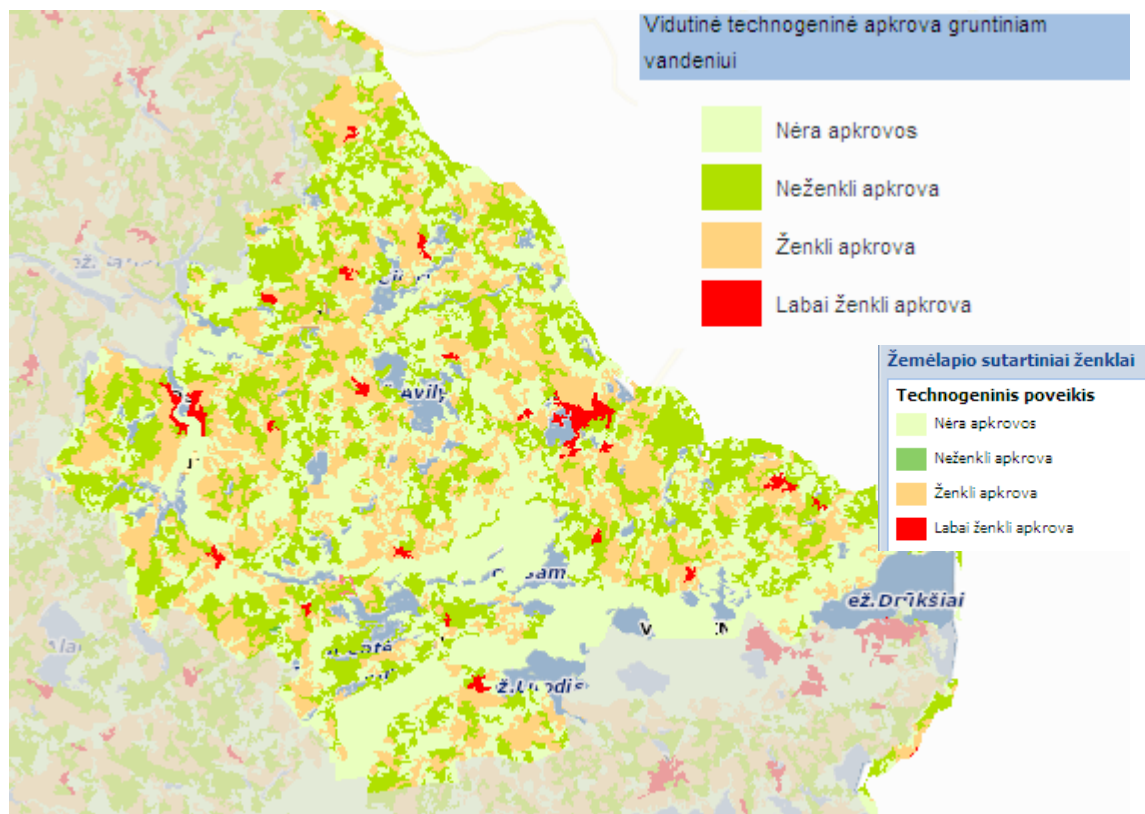 Vidutinė technogeninė apkrova gruntiniam
vandeniui
Nėra apkrovos
Neženkli apkrova
Ženkli apkrova
Labai ženkli apkrova
Žemėlapio sutartiniai ženklai
Technogeninis poveikis
Nėra apkrovos
Neženkli apkrova
Ženkli apkrova
Labai ženkli apkrova
Avily
ež.Drūkšiai